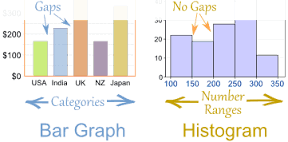 Gaps
No Gaps
$200
$100
$0
USA India UK NZ Japan
100 150 200 250 300 350
Categories
Number
Ranges
Bar Graph
Histogram